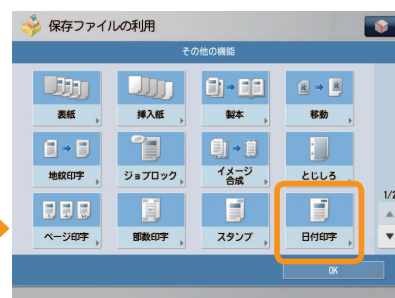 保存ファイルの利用
その他の機能
表紙
挿入紙
製本
移動
地紋印字
ジョブロック
イメージ
合成
とじしろ
ページ印字
部数印字
スタンプ
日付印字
1/2
OK